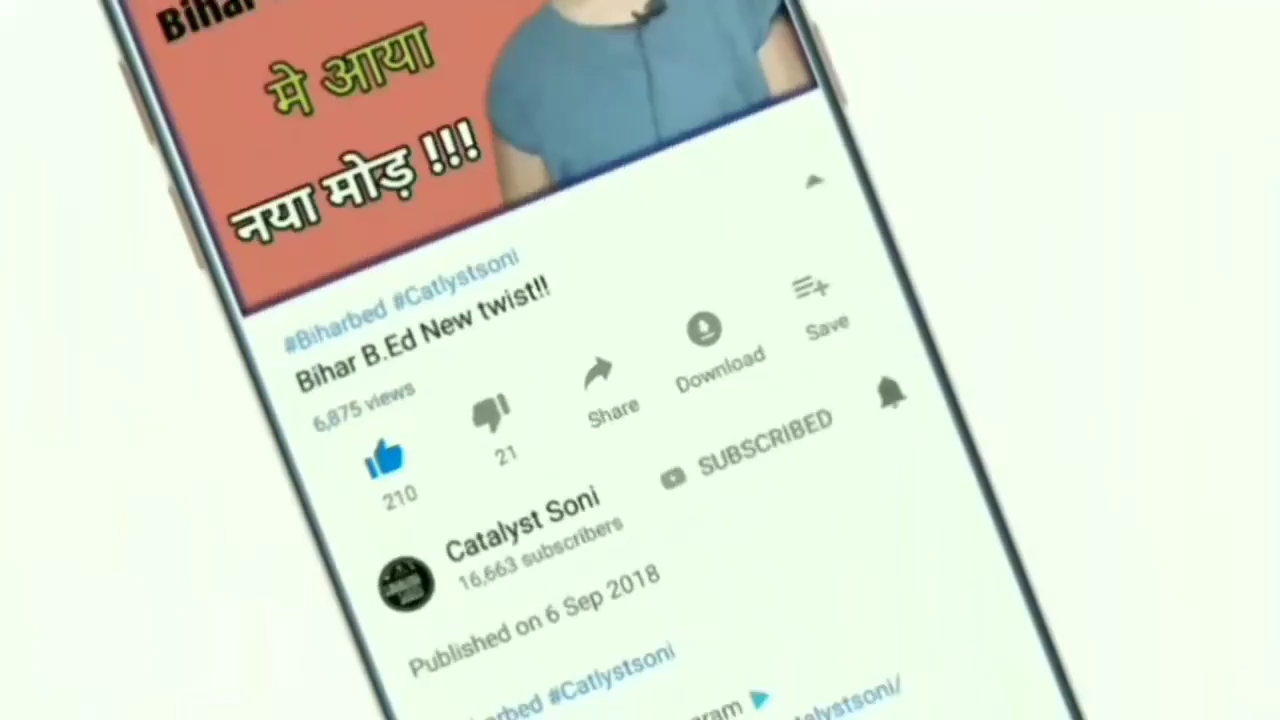 Bihar
मे आया
नया मोड़ !!!
#Biharbed #Catlystsoni
Bihar B.Ed New twist!!
6,875 views
210
21
Share
Download
Save
Catalyst Soni
16,663 subscribers
SUBSCRIBED
Published on 6 Sep 2018
#Catlystsoni